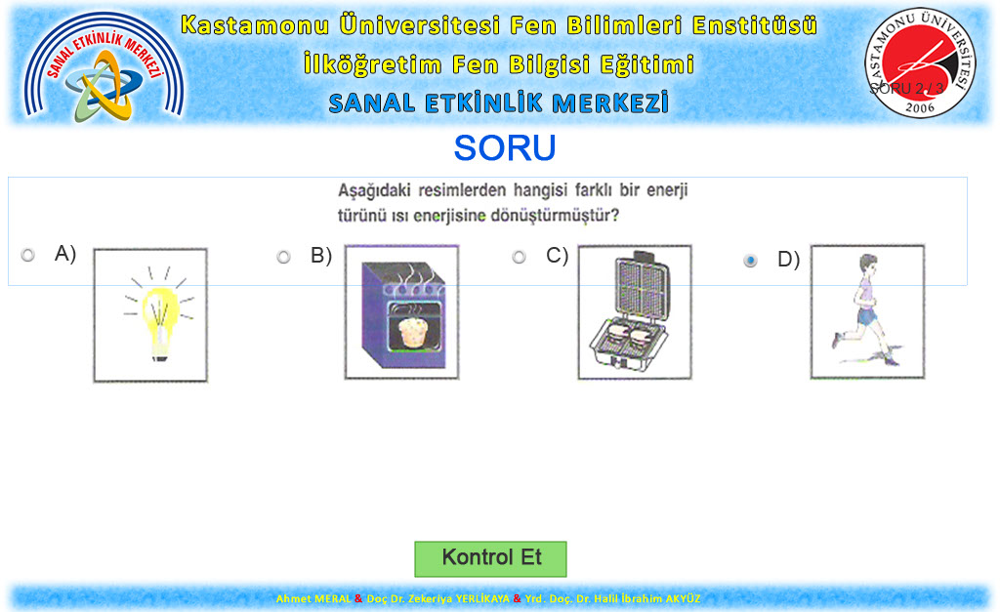 SANAL ETKİNLİK MERKEZİ
Kastamonu Üniversitesi Fen Bilimleri Enstitüsü
İlköğretim Fen Bilgisi Eğitimi
SANAL ETKİNLİK MERKEZİ
KASTAMONU ÜNİVERSİTESİ
SORU 2 / 3
2006
SORU
Aşağıdaki resimlerden hangisi farklı bir enerji
türünü ısı enerjisine dönüştürmüştür?
A)
B)
C)
D)
Kontrol Et
Ahmet MERAL & Doç Dr. Zekeriya YERLİKAYA & Yrd. Doç. Dr. Halil İbrahim AKYÜZ